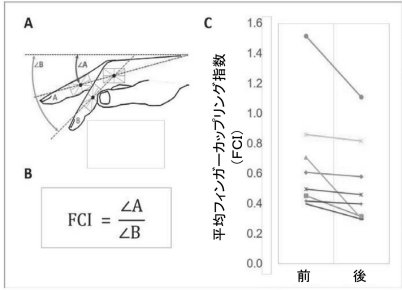 A
∠B
∠A
A
B
B
FCI = ∠A/∠B
C
平均フィンガーカップリング指数
(FCI)
1.6
1.4
1.2
1.0
0.8
0.6
0.4
0.2
0.0
前 後